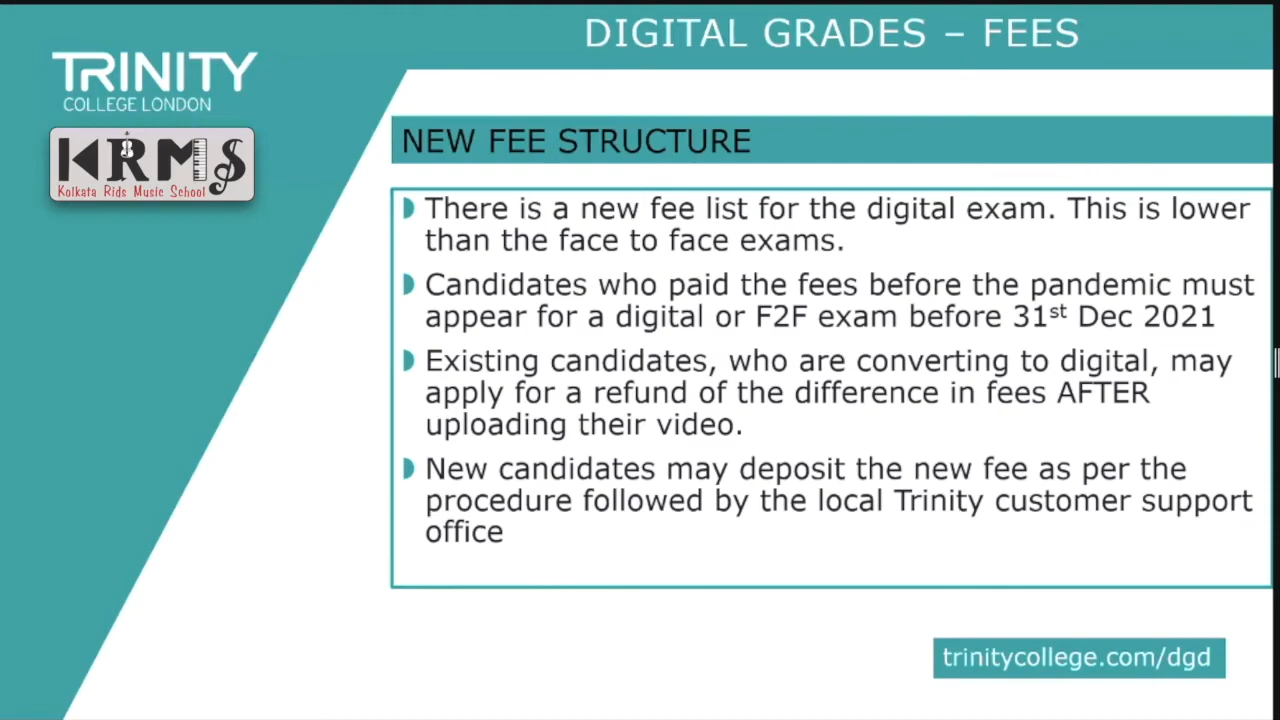 DIGITAL GRADES – FEES
TRINITY
COLLEGE LONDON
KRMS
Kolkata Rids Music School
NEW FEE STRUCTURE
There is a new fee list for the digital exam. This is lower
than the face to face exams.
Candidates who paid the fees before the pandemic must
appear for a digital or F2F exam before 31st Dec 2021
Existing candidates, who are converting to digital, may
apply for a refund of the difference in fees AFTER
uploading their video.
New candidates may deposit the new fee as per the
procedure followed by the local Trinity customer support
office
trinitycollege.com/dgd